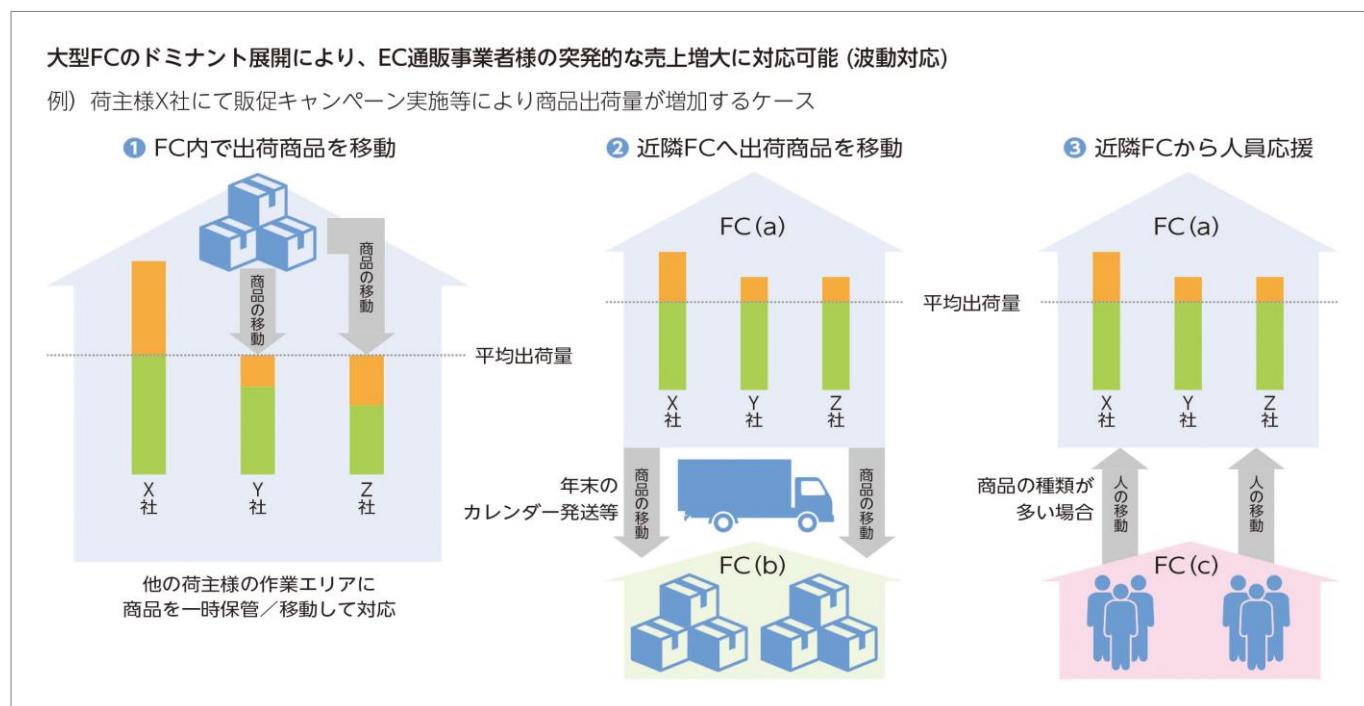 大型FCのドミナント展開により、EC通販事業者様の突発的な売上増大に対応可能 (波動対応)
例）荷主様X社にて販促キャンペーン実施等により商品出荷量が増加するケース
❶ FC内で出荷商品を移動
商品の移動
商品の移動
平均出荷量
X社
Y社
Z社
他の荷主様の作業エリアに
商品を一時保管／移動して対応
❷ 近隣FCへ出荷商品を移動
FC(a)
平均出荷量
X社
Y社
Z社
年末の
カレンダー発送等
商品の移動
商品の移動
FC(b)
❸ 近隣FCから人員応援
FC(a)
X社
Y社
Z社
商品の種類が
多い場合
人の移動
人の移動
FC(c)